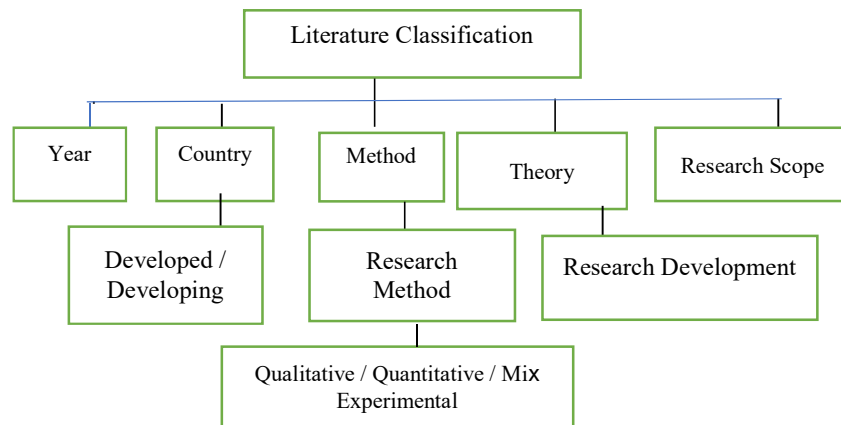 Literature Classification
Year
Country
Method
Theory
Research Scope
Developed /
Developing
Research
Method
Research Development
Qualitative / Quantitative / Mix
Experimental